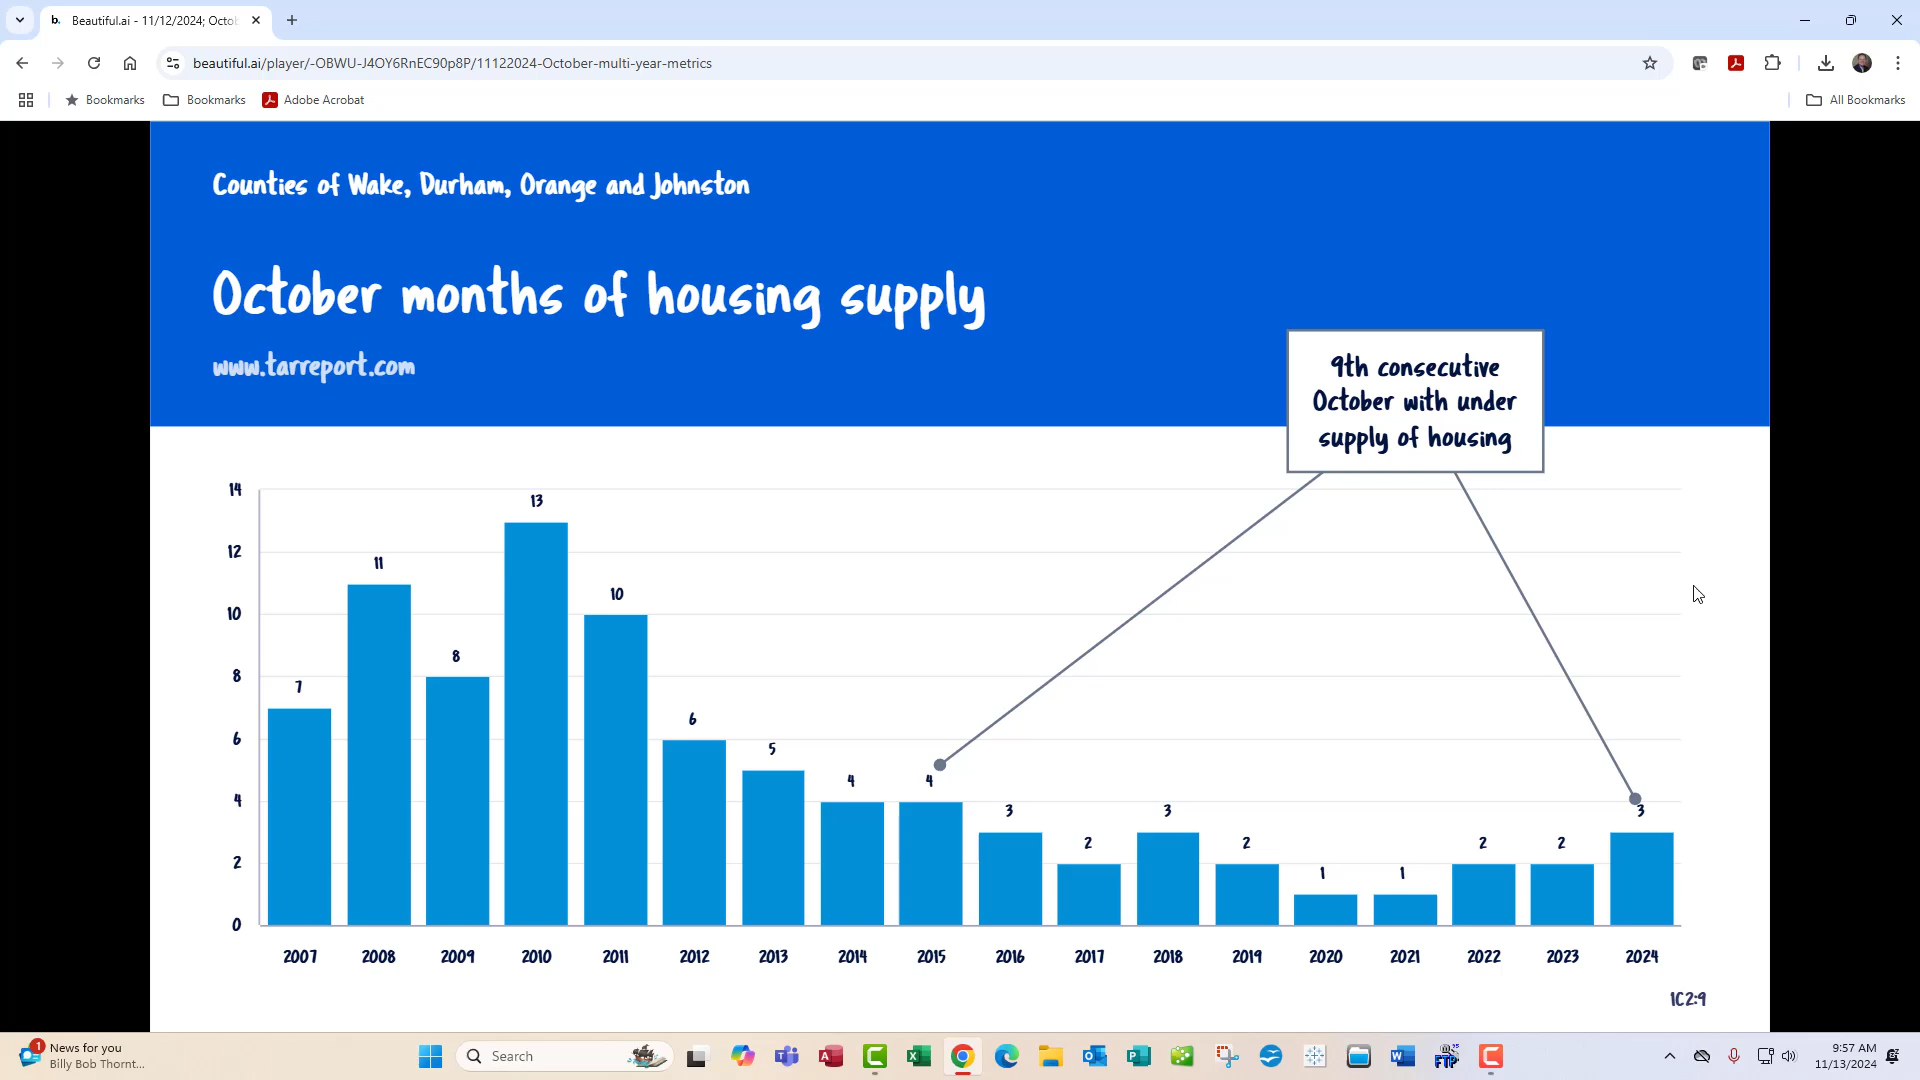 Beautiful.ai - 11/12/2024; Octo
beautiful.ai/player/-OBWU-J4OY6RnEC90p8P/11122024-October-multi-year-metrics
Bookmarks
Bookmarks
Adobe Acrobat
All Bookmarks
Counties of Wake, Durham, Orange and Johnston
October months of housing supply
www.tarreport.com
9th consecutive
October with under
supply of housing
14
12
10
8
6
4
2
0
7
11
8
13
10
6
5
4
4
3
2
3
2
1
1
2
2
3
2007 2008 2009 2010 2011 2012 2013 2014 2015 2016 2017 2018 2019 2020 2021 2022 2023 2024
1C2:9
1
News for you
Billy Bob Thornt...
Search
FTP
9:57 AM
11/13/2024